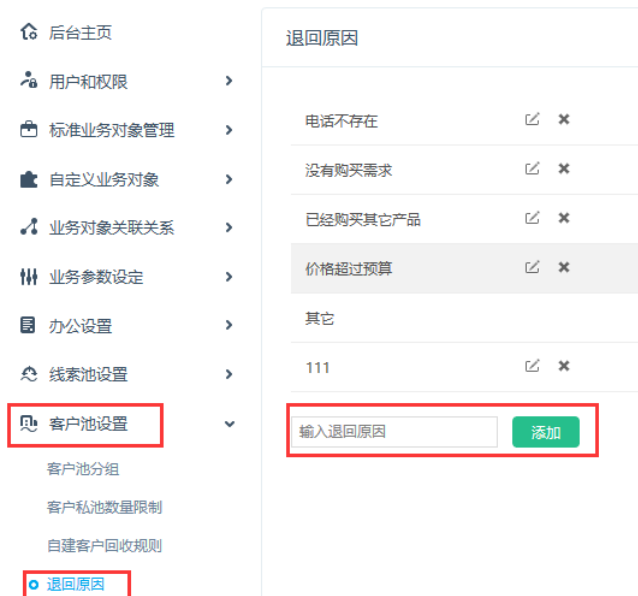 后台主页
用户和权限
标准业务对象管理
自定义业务对象
业务对象关联关系
业务参数设定
办公设置
线索池设置
客户池设置
客户池分组
客户私池数量限制
自建客户回收规则
退回原因
退回原因
电话不存在
没有购买需求
已经购买其它产品
价格超过预算
其它
111
输入退回原因
添加